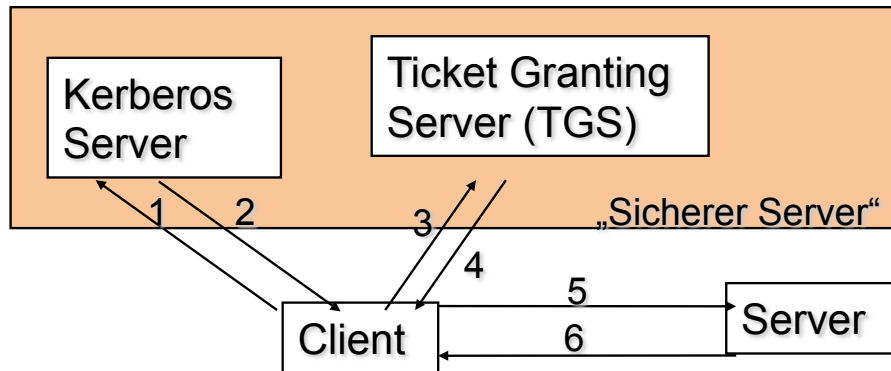 Kerberos
Server
Ticket Granting
Server (TGS)
„Sicherer Server“
1
2
3
4
5
6
Client
Server